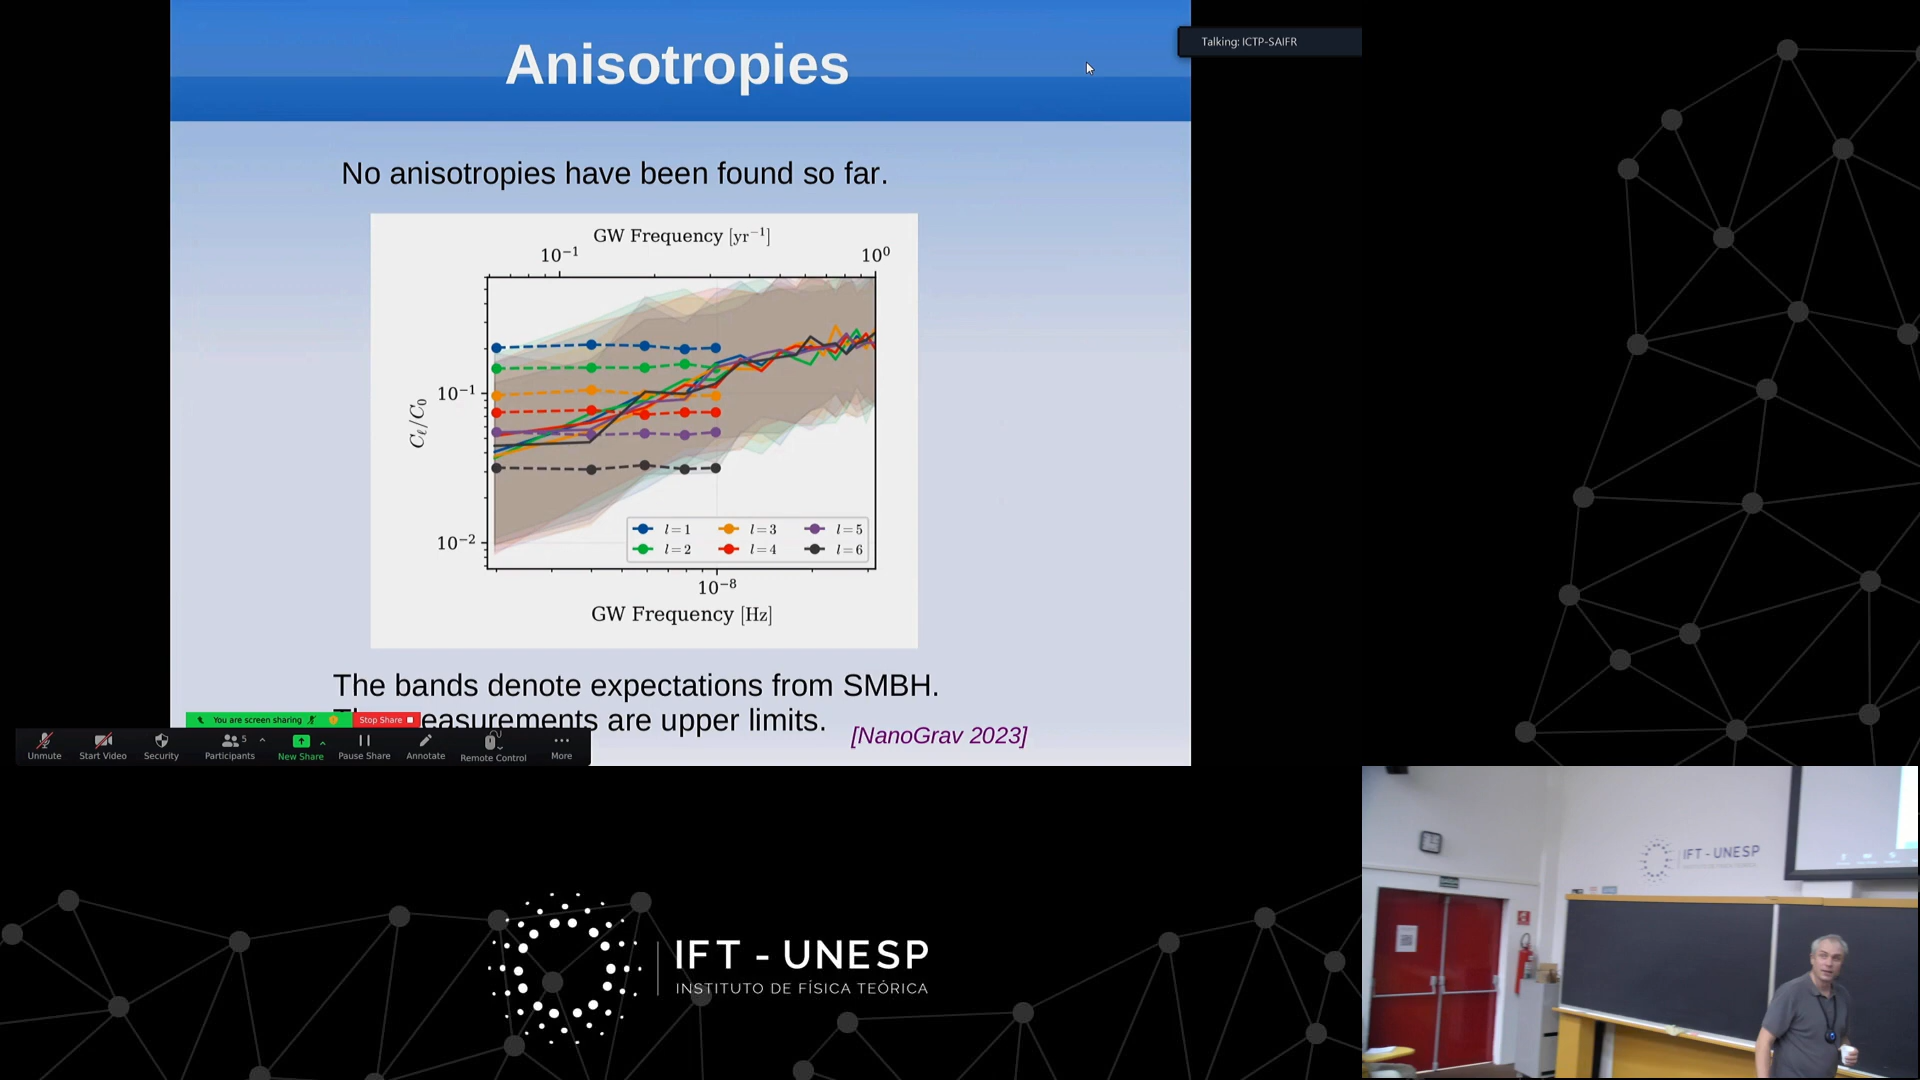 Anisotropies
Talking: ICTP-SAIFR
No anisotropies have been found so far.
GW Frequency [yr⁻¹]
10⁻¹
10⁰
10⁻¹
10⁻²
Cℓ/C₀
l=1
l=3
l=5
l=2
l=4
l=6
10⁻⁸
GW Frequency [Hz]
The bands denote expectations from SMBH.
easurements are upper limits.
[NanoGrav 2023]
You are screen sharing
Stop Share
Unmute
Start Video
Security
Participants
5
New Share
Pause Share
Annotate
Remote Control
More
IFT - UNESP
IFT - UNESP
INSTITUTO DE FÍSICA TEÓRICA